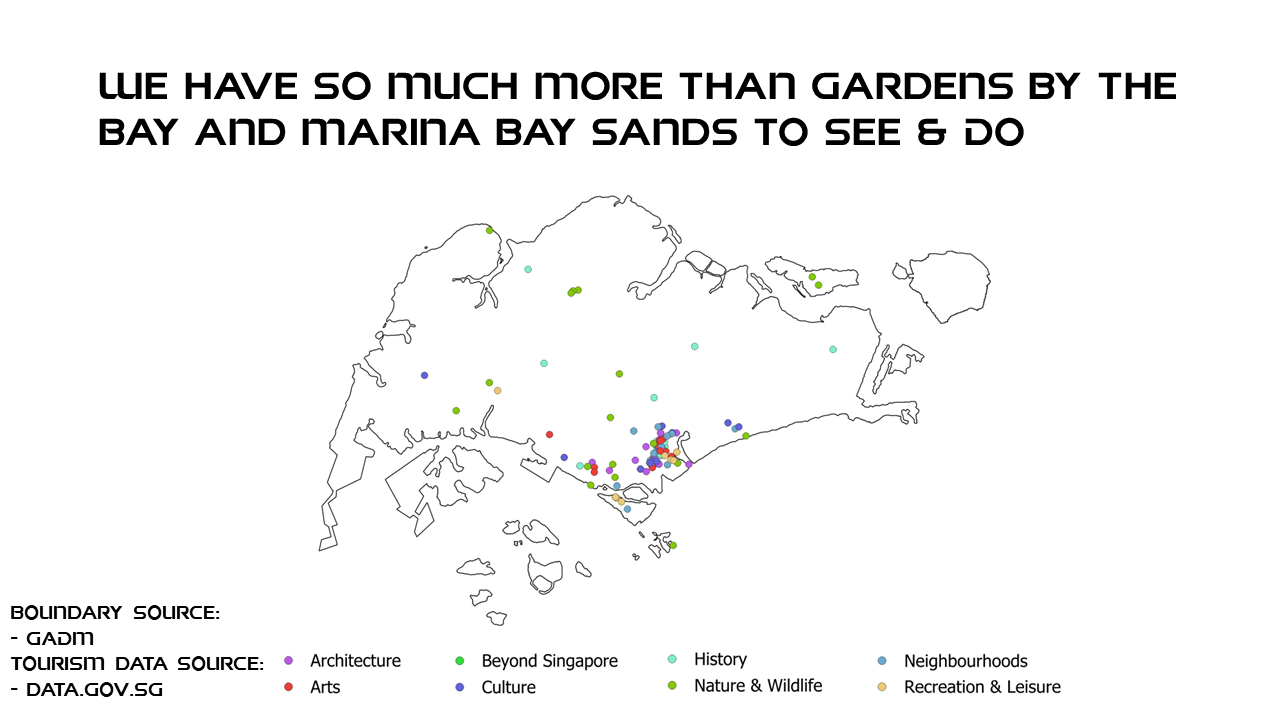 WE HAVE SO MUCH MORE THAN GARDENS BY THE
BAY AND MARINA BAY SANDS TO SEE & DO
BOUNDARY SOURCE:
- GADM
TOURISM DATA SOURCE:
- DATA.GOV.SG
Architecture
Beyond Singapore
History
Neighbourhoods
Arts
Culture
Nature & Wildlife
Recreation & Leisure